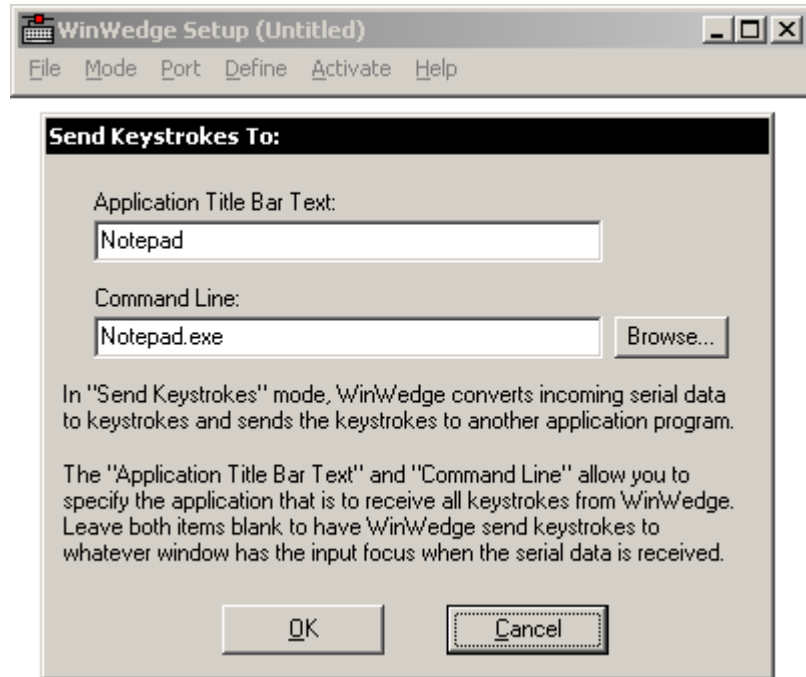 WinWedge Setup (Untitled)
File Mode Port Define Activate Help
Send Keystrokes To:
Application Title Bar Text:
Notepad
Command Line:
Notepad.exe
Browse...
In "Send Keystrokes" mode, WinWedge converts incoming serial data
to keystrokes and sends the keystrokes to another application program.
The "Application Title Bar Text" and "Command Line" allow you to
specify the application that is to receive all keystrokes from WinWedge.
Leave both items blank to have WinWedge send keystrokes to
whatever window has the input focus when the serial data is received.
OK Cancel